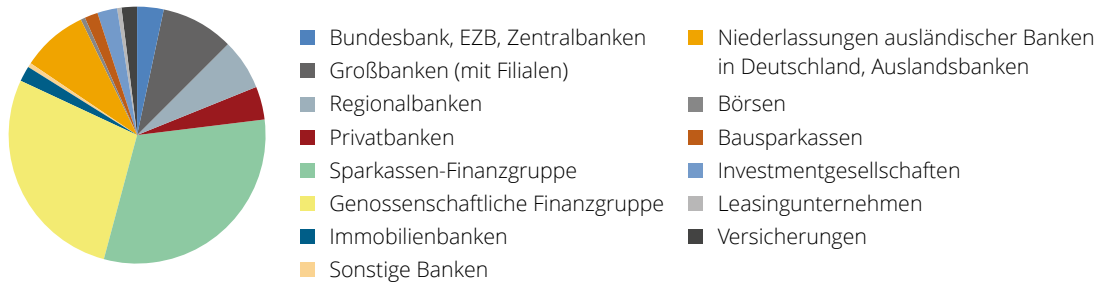 Bundesbank, EZB, Zentralbanken
Großbanken (mit Filialen)
Regionalbanken
Privatbanken
Sparkassen-Finanzgruppe
Genossenschaftliche Finanzgruppe
Immobilienbanken
Sonstige Banken
Niederlassungen ausländischer Banken
in Deutschland, Auslandsbanken
Börsen
Bausparkassen
Investmentgesellschaften
Leasingunternehmen
Versicherungen